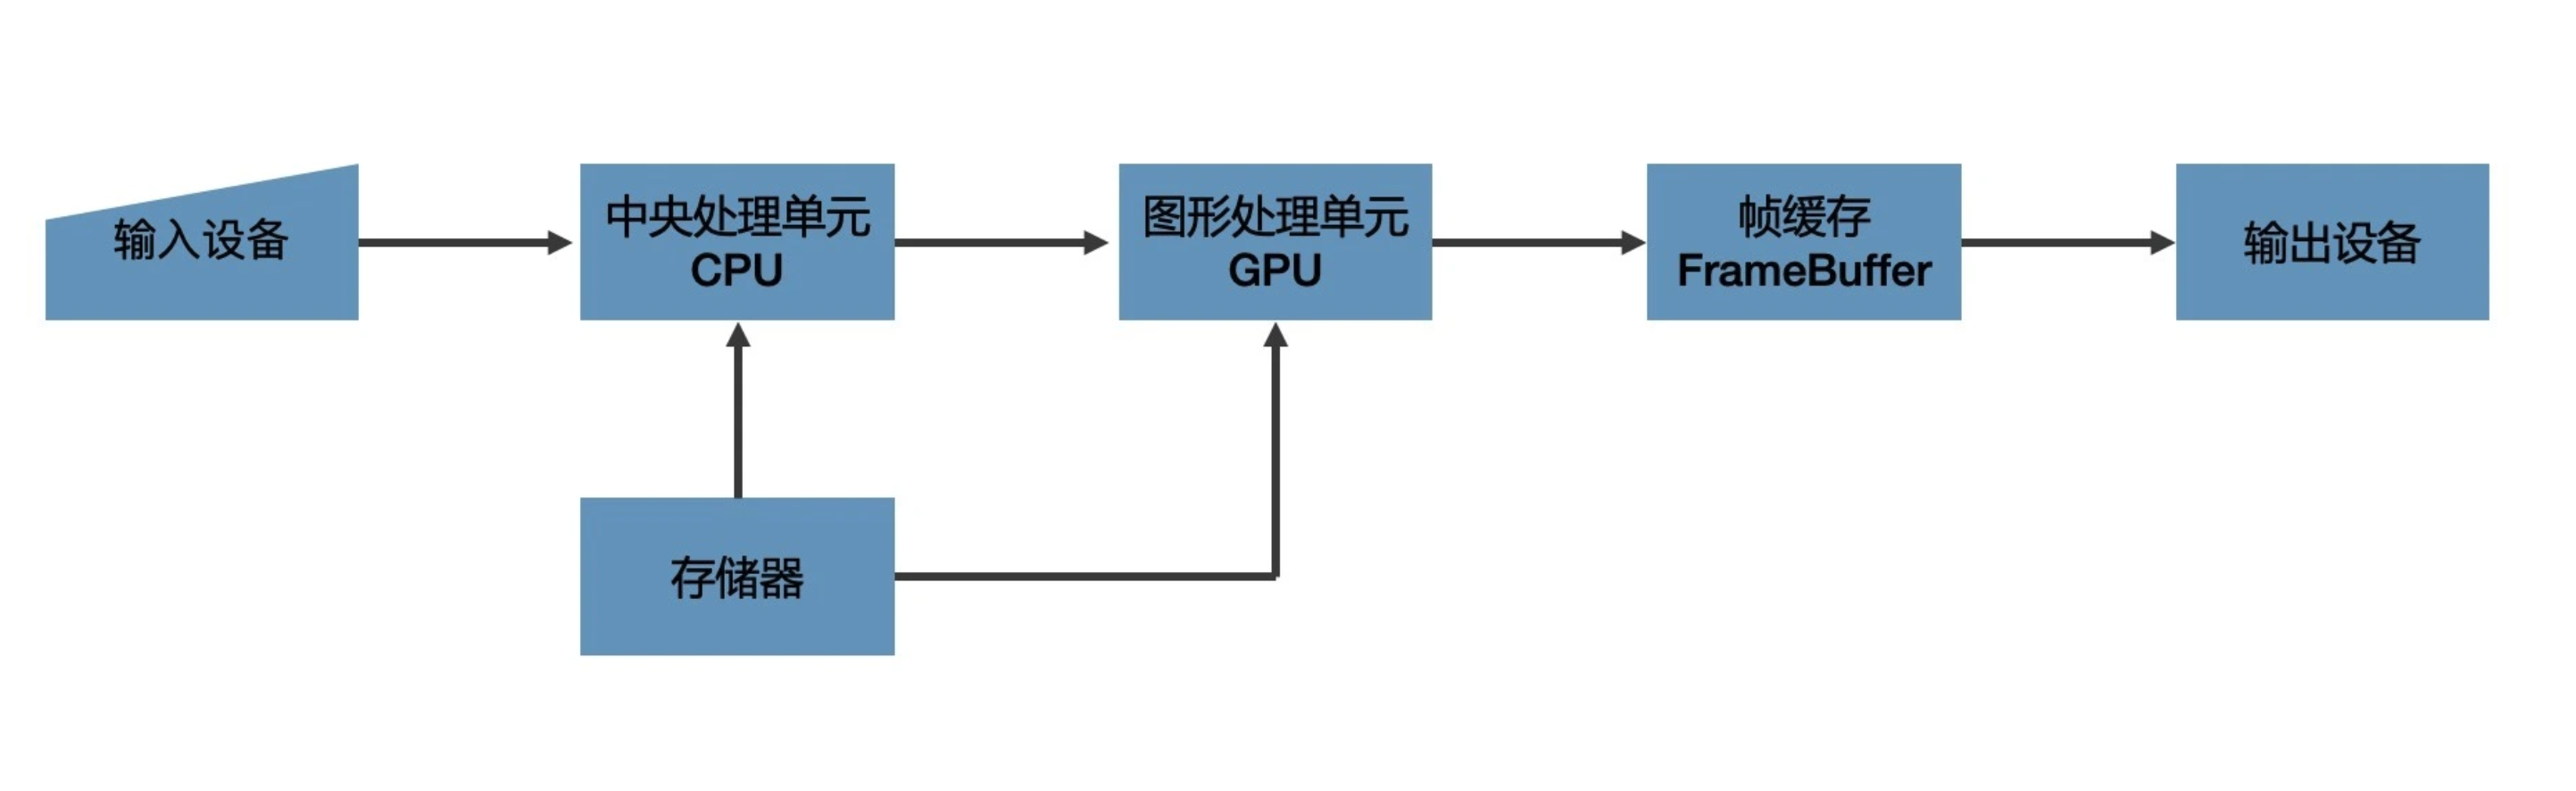 输入设备
中央处理单元
CPU
图形处理单元
GPU
帧缓存
FrameBuffer
输出设备
存储器